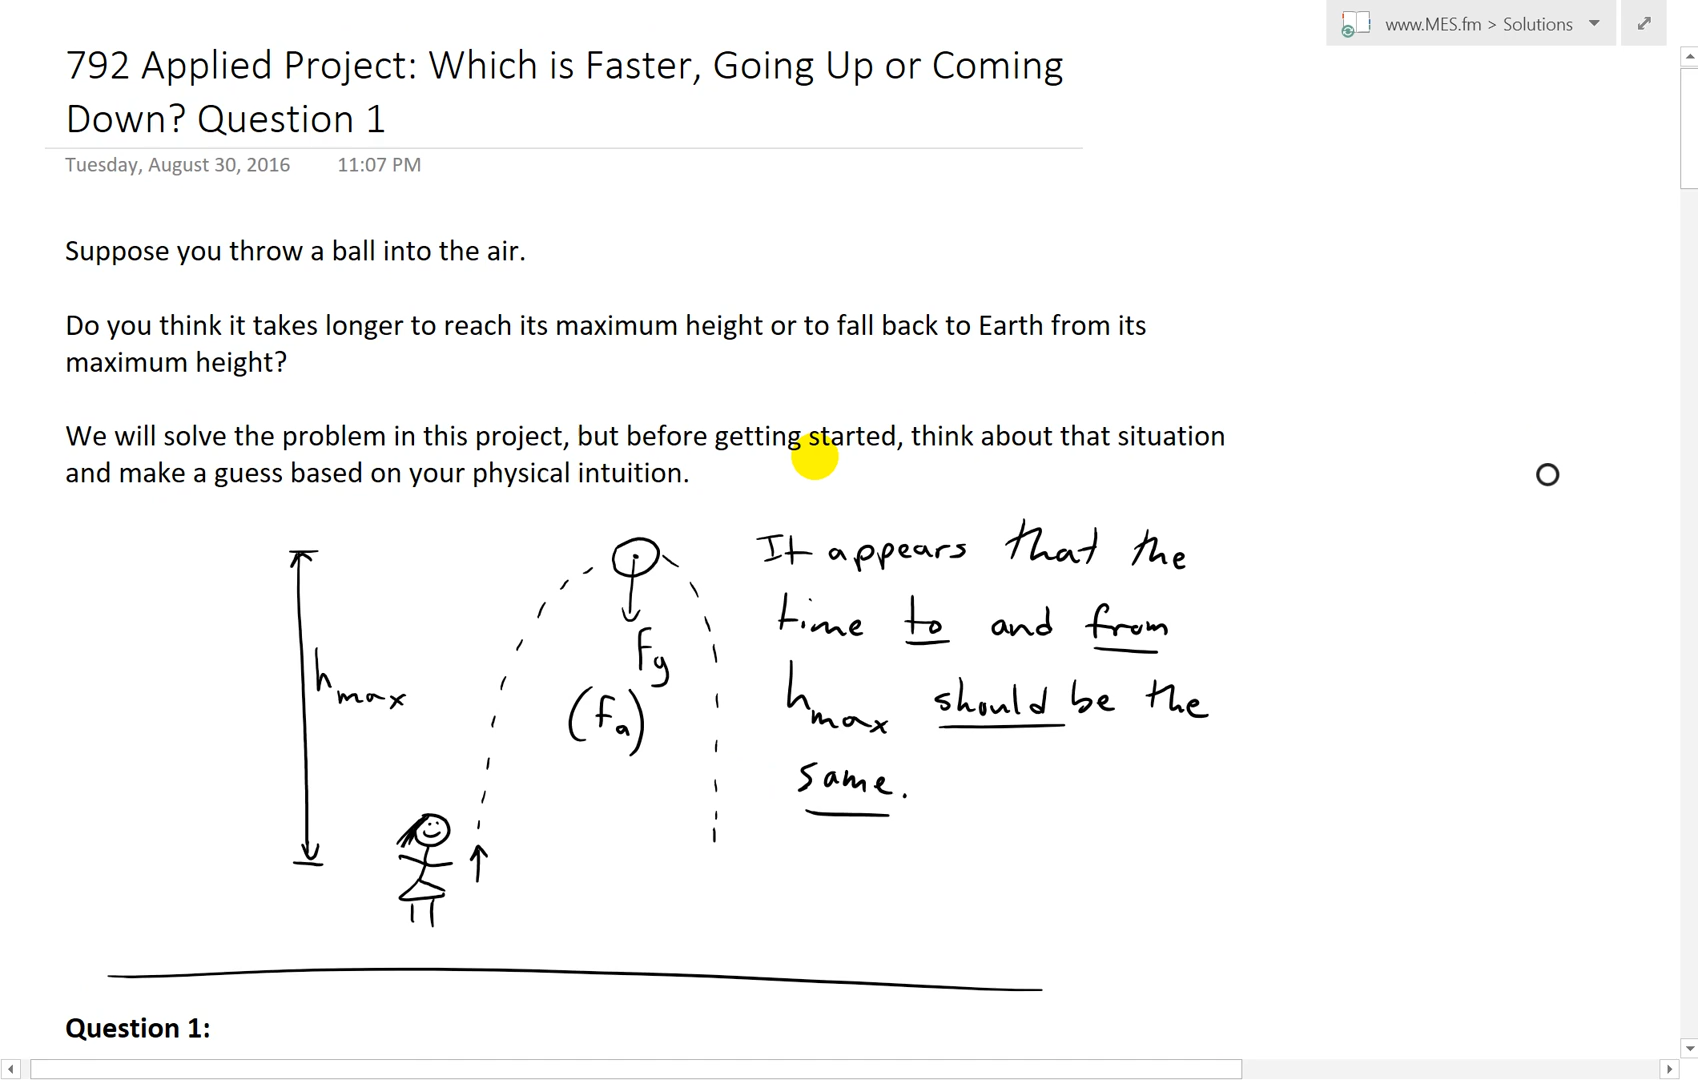 www.MES.fm > Solutions
792 Applied Project: Which is Faster, Going Up or Coming
Down? Question 1
Tuesday, August 30, 2016 11:07 PM
Suppose you throw a ball into the air.
Do you think it takes longer to reach its maximum height or to fall back to Earth from its
maximum height?
We will solve the problem in this project, but before getting started, think about that situation
and make a guess based on your physical intuition.
It appears that the
time to and from
hmax should be the
same.
hmax
Fg
(Fa)
Question 1: